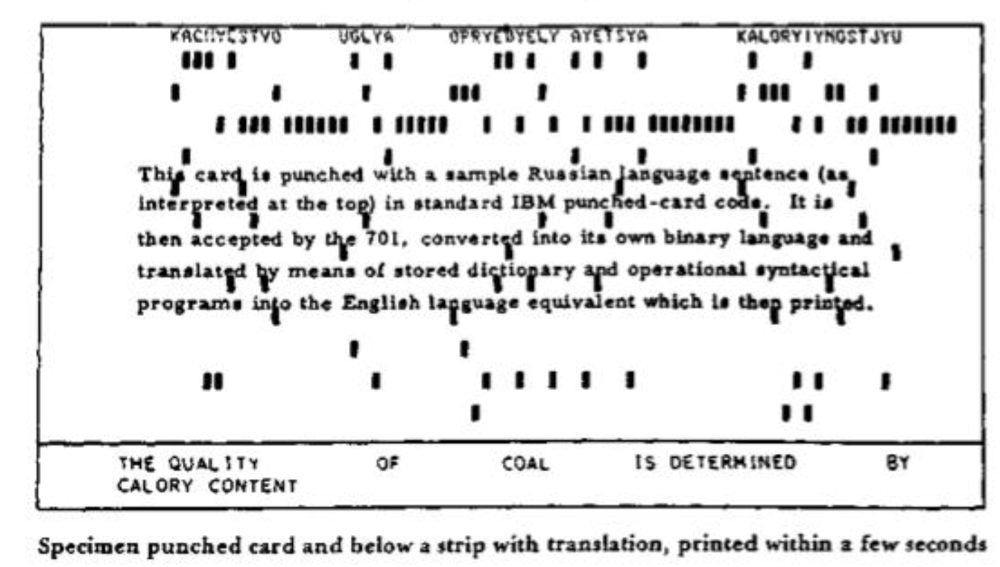 KACHYESTVO UGLYA OPRYEDYELY AYETSYA KALORYIYNOSTJYU
This card is punched with a sample Russian language sentence (as
interpreted at the top) in standard IBM punched-card code. It is
then accepted by the 701, converted into its own binary language and
translated by means of stored dictionary and operational syntactical
programs into the English language equivalent which is then printed.
THE QUALITY OF COAL IS DETERMINED BY
CALORY CONTENT
Specimen punched card and below a strip with translation, printed within a few seconds